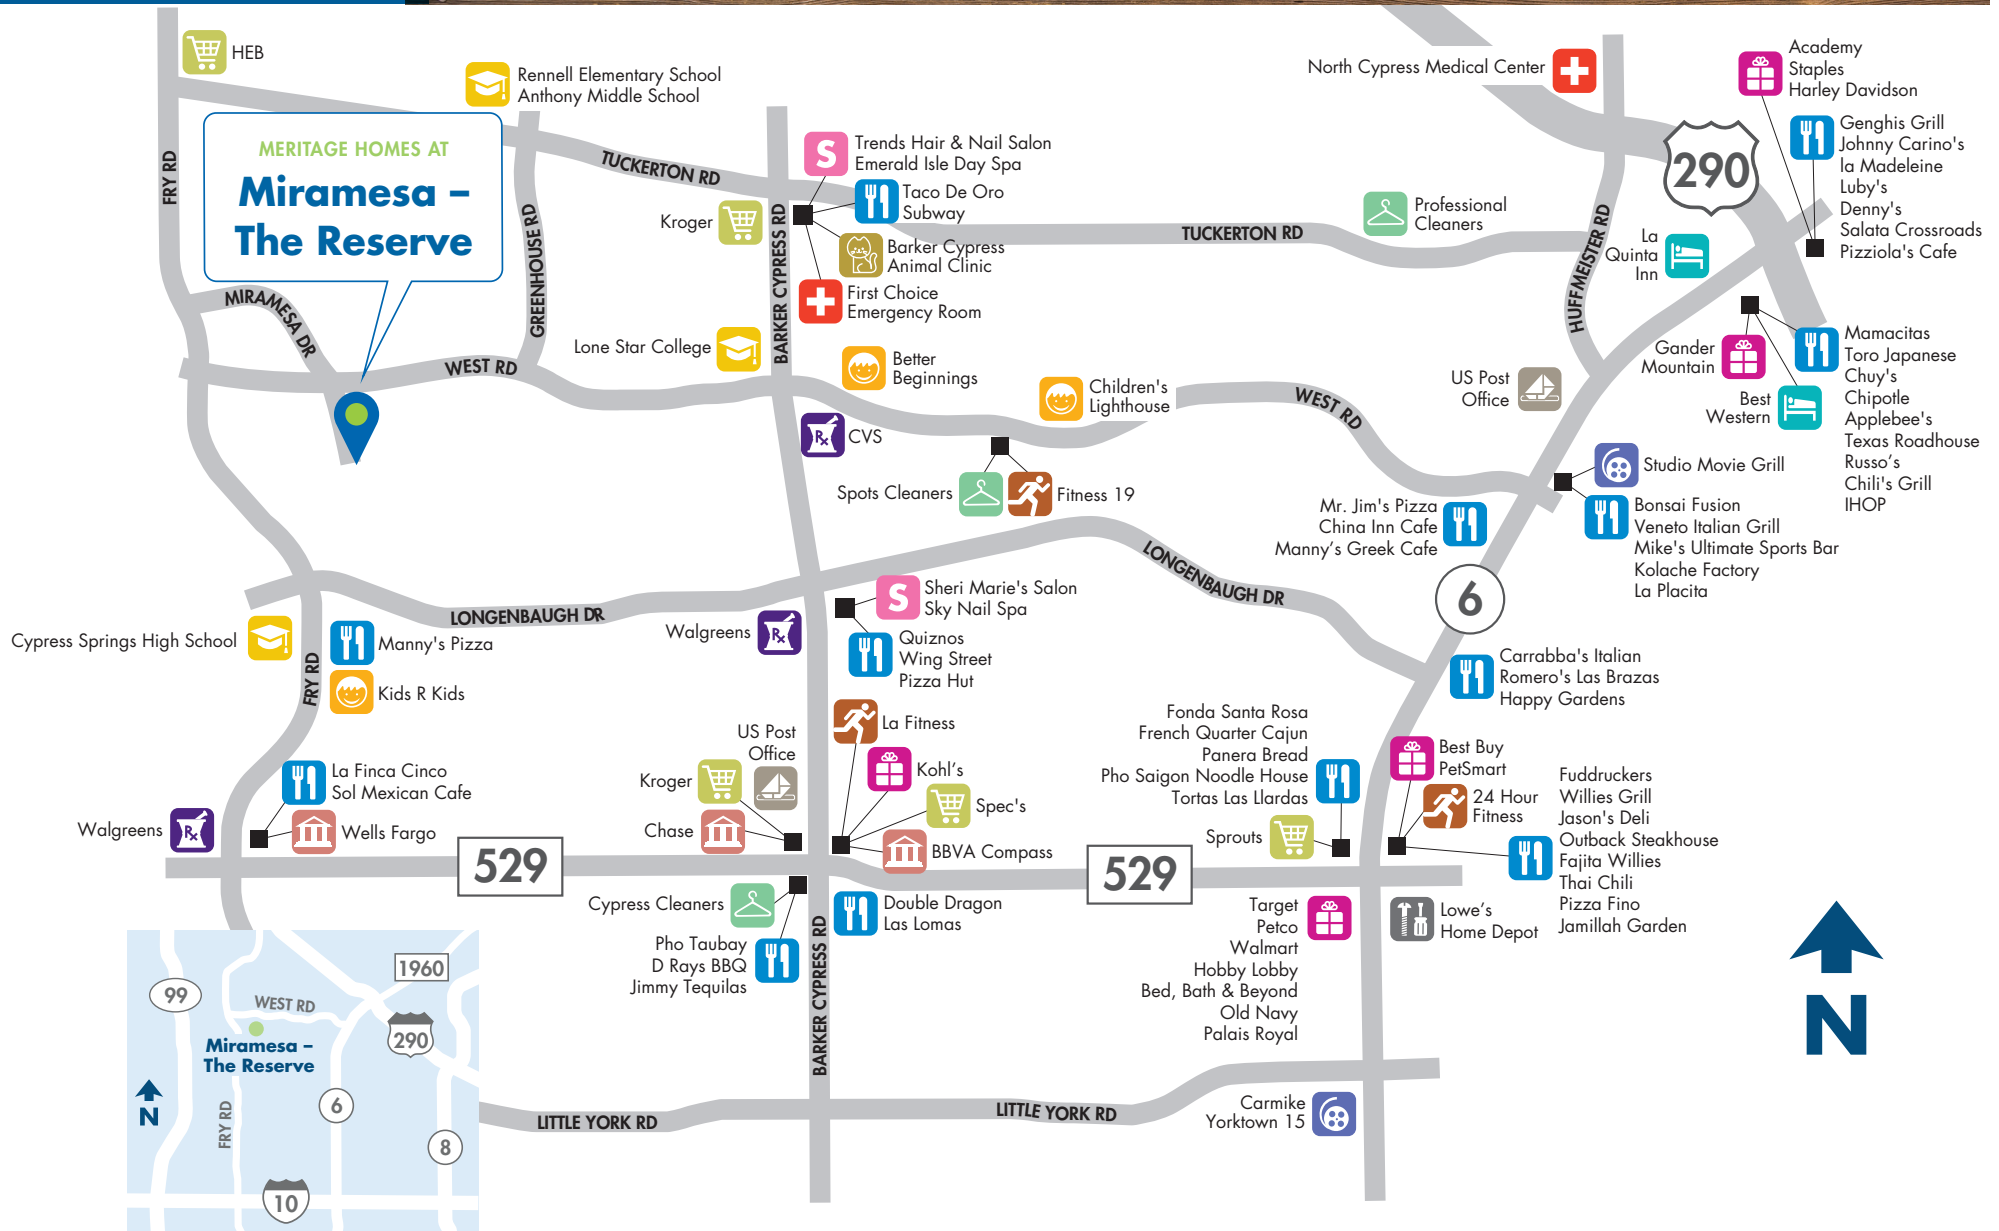 HEB
Rennell Elementary School
Anthony Middle School
MERITAGE HOMES AT
Miramesa –
The Reserve
FRY RD
MIRAMESA DR
GREENHOUSE RD
WEST RD
TUCKERTON RD
BARKER CYPRESS RD
S
Trends Hair & Nail Salon
Emerald Isle Day Spa
Taco De Oro
Subway
Kroger
Barker Cypress
Animal Clinic
First Choice
Emergency Room
Lone Star College
Better
Beginnings
Children's
Lighthouse
Rx
CVS
Spots Cleaners
Fitness 19
TUCKERTON RD
Professional
Cleaners
North Cypress Medical Center
HUFFMEISTER RD
290
Academy
Staples
Harley Davidson
Genghis Grill
Johnny Carino's
la Madeleine
Luby's
Denny's
Salata Crossroads
Pizziola's Cafe
La
Quinta
Inn
Gander
Mountain
Best
Western
Mamacitas
Toro Japanese
Chuy's
Chipotle
Applebee's
Texas Roadhouse
Russo’s
Chili's Grill
IHOP
US Post
Office
WEST RD
Studio Movie Grill
Bonsai Fusion
Veneto Italian Grill
Mike's Ultimate Sports Bar
Kolache Factory
La Placita
Mr. Jim's Pizza
China Inn Cafe
Manny’s Greek Cafe
6
LONGENBAUGH DR
LONGENBAUGH DR
Cypress Springs High School
FRY RD
Manny's Pizza
Kids R Kids
Walgreens
Rx
S
Sheri Marie's Salon
Sky Nail Spa
Quiznos
Wing Street
Pizza Hut
Carrabba's Italian
Romero's Las Brazas
Happy Gardens
La Finca Cinco
Sol Mexican Cafe
Walgreens
Rx
Wells Fargo
US Post
Office
Kroger
Chase
La Fitness
Kohl’s
Spec's
BBVA Compass
Fonda Santa Rosa
French Quarter Cajun
Panera Bread
Pho Saigon Noodle House
Tortas Las Llardas
Sprouts
Best Buy
PetSmart
24 Hour
Fitness
Fuddruckers
Willies Grill
Jason's Deli
Outback Steakhouse
Fajita Willies
Thai Chili
Pizza Fino
Jamillah Garden
529
529
Cypress Cleaners
Pho Taubay
D Rays BBQ
Jimmy Tequilas
Double Dragon
Las Lomas
BARKER CYPRESS RD
Target
Petco
Walmart
Hobby Lobby
Bed, Bath & Beyond
Old Navy
Palais Royal
Lowe’s
Home Depot
N
LITTLE YORK RD
LITTLE YORK RD
Carmike
Yorktown 15
1960
99
WEST RD
290
Miramesa –
The Reserve
N
FRY RD
6
8
10